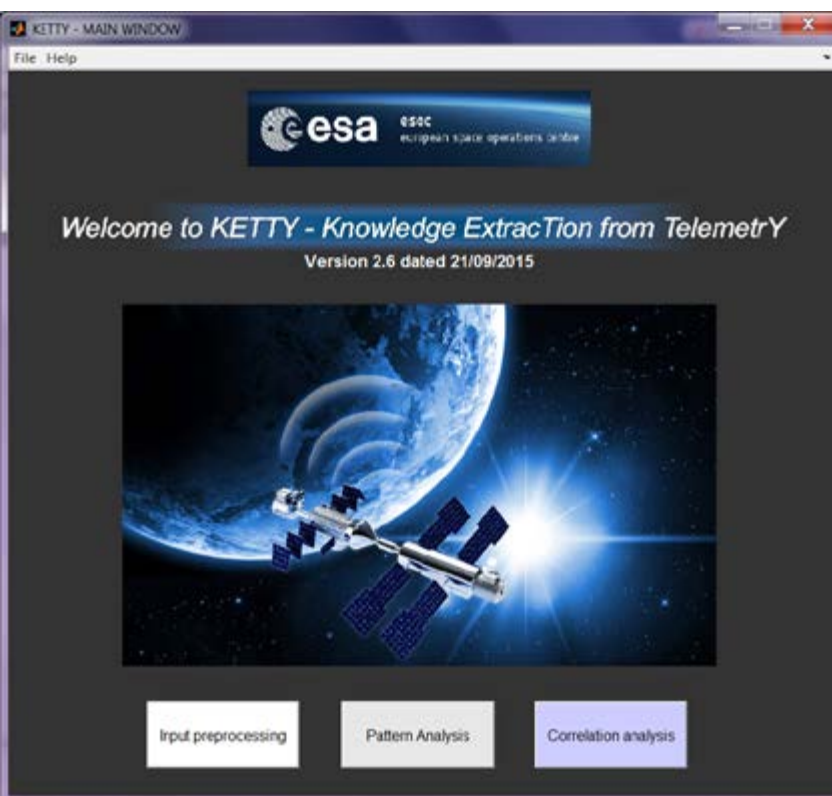 KETTY - MAIN WINDOW
File Help
esa
esoc
european space operations centre
Welcome to KETTY - Knowledge ExtracTion from TelemetrY
Version 2.6 dated 21/09/2015
Input preprocessing
Pattern Analysis
Correlation analysis